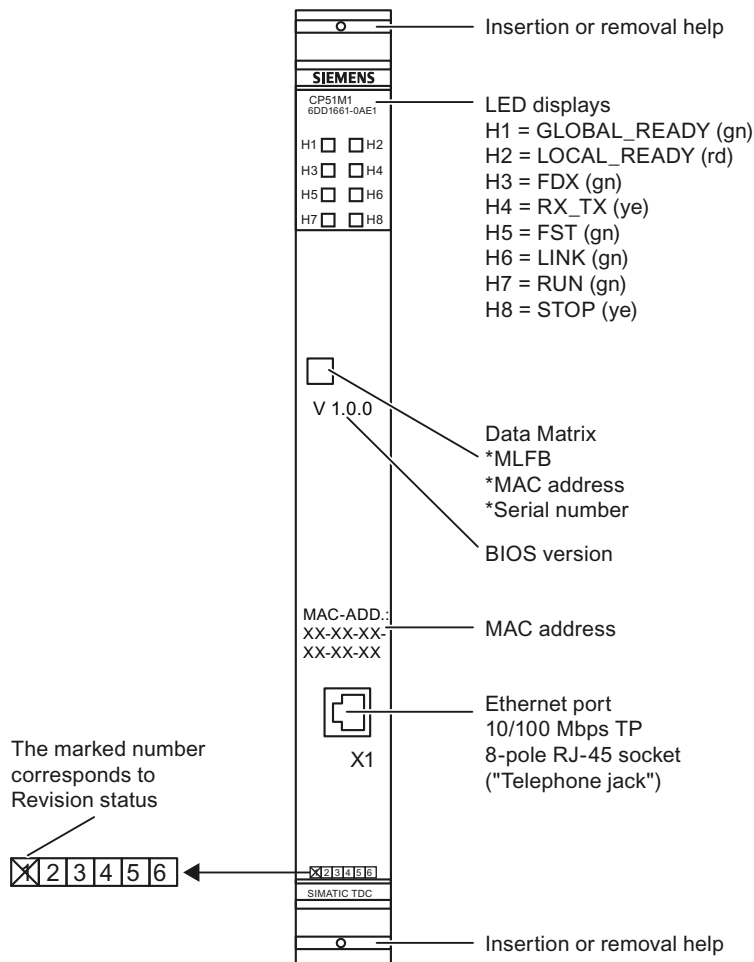 Insertion or removal help
SIEMENS
CP51M1
6DD1661-0AE1
H1 H2
H3 H4
H5 H6
H7 H8
LED displays
H1 = GLOBAL_READY (gn)
H2 = LOCAL_READY (rd)
H3 = FDX (gn)
H4 = RX_TX (ye)
H5 = FST (gn)
H6 = LINK (gn)
H7 = RUN (gn)
H8 = STOP (ye)
V 1.0.0
Data Matrix
*MLFB
*MAC address
*Serial number
BIOS version
MAC-ADD.:
XX-XX-XX-
XX-XX-XX
MAC address
X1
Ethernet port
10/100 Mbps TP
8-pole RJ-45 socket
("Telephone jack")
The marked number
corresponds to
Revision status
1 2 3 4 5 6
1 2 3 4 5 6
SIMATIC TDC
Insertion or removal help